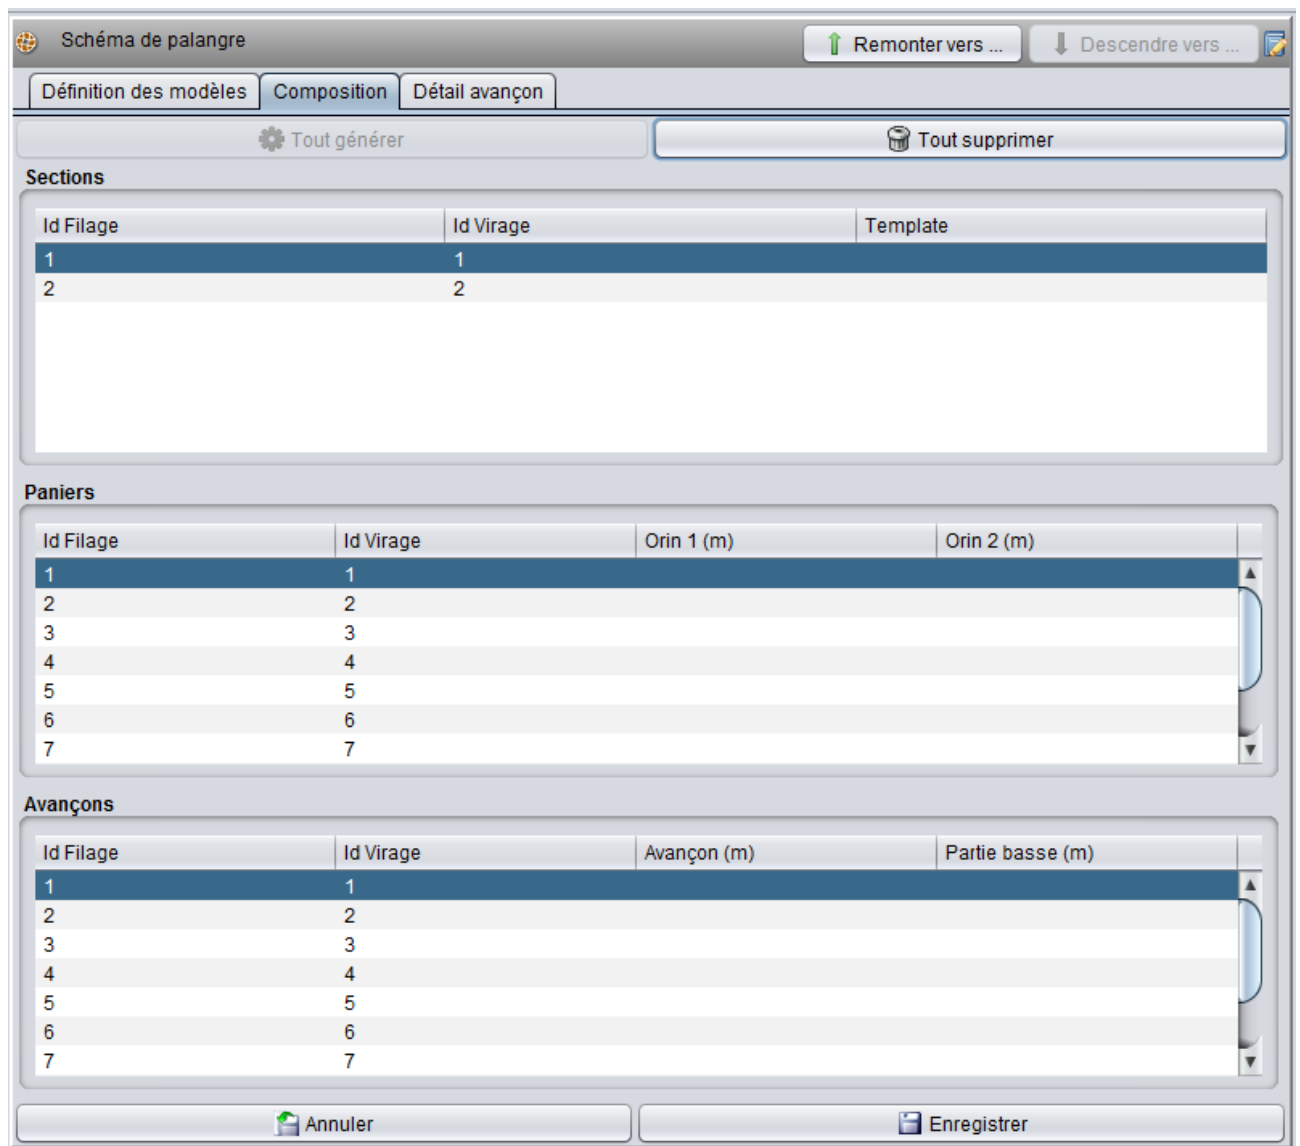 Schéma de palangre Remonter vers ... Descendre vers ...
Définition des modèles Composition Détail avançon
Tout générer Tout supprimer
Sections
Id Filage Id Virage Template
1 1
2 2
Paniers
Id Filage Id Virage Orin 1 (m) Orin 2 (m)
1 1
2 2
3 3
4 4
5 5
6 6
7 7
Avançons
Id Filage Id Virage Avançon (m) Partie basse (m)
1 1
2 2
3 3
4 4
5 5
6 6
7 7
Annuler Enregistrer